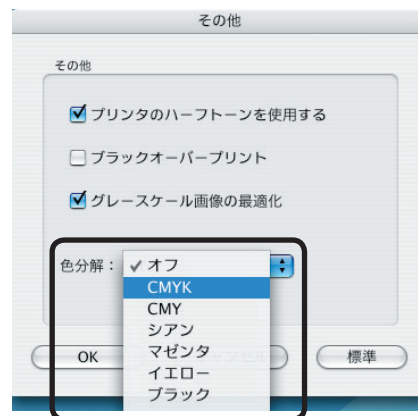 その他
その他
プリンタのハーフトーンを使用する
ブラックオーバープリント
グレースケール画像の最適化
色分解： ✓ オフ
CMYK
CMY
シアン
OK マゼンタ 標準
イエロー
ブラック